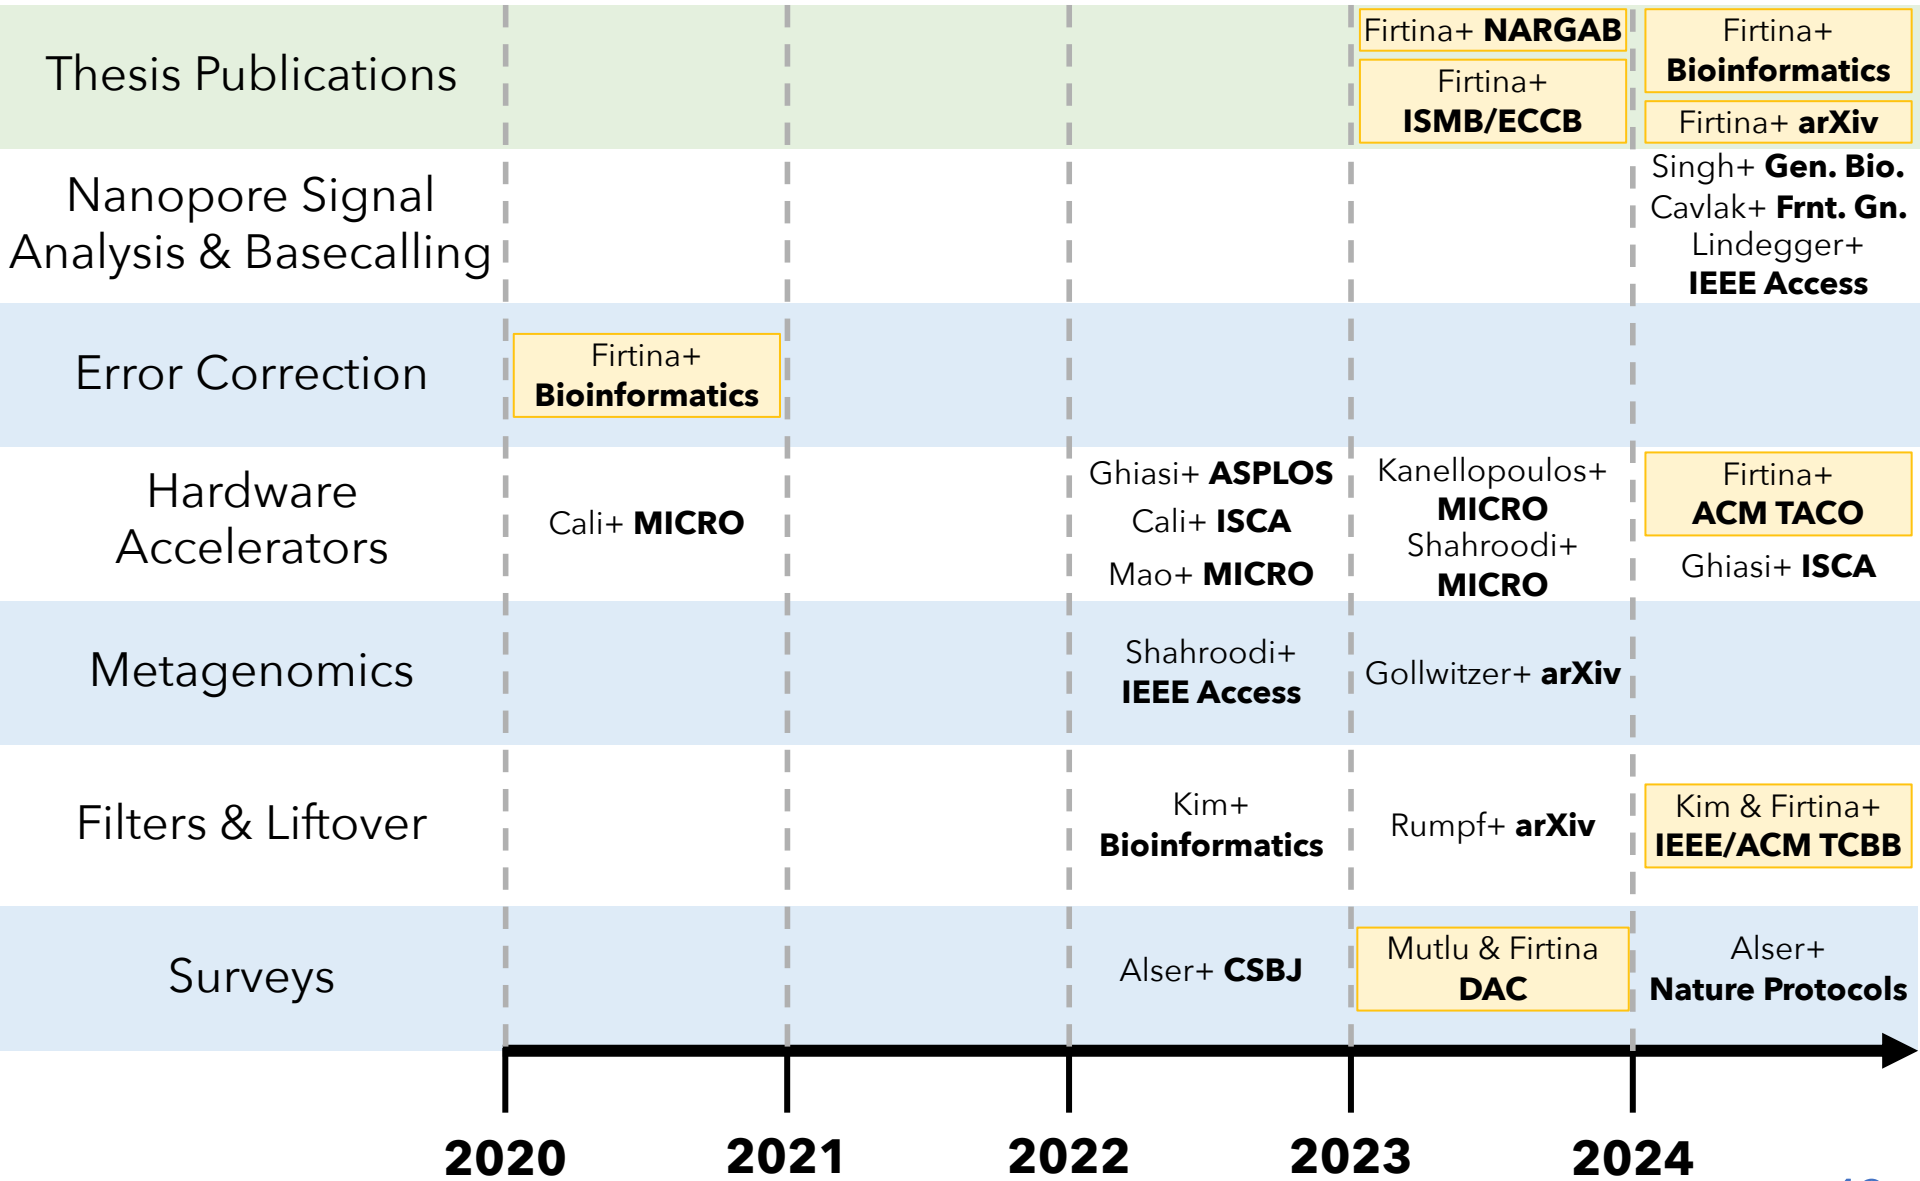 Thesis Publications
Firtina+ NARGAB
Firtina+
ISMB/ECCB
Firtina+
Bioinformatics
Firtina+ arXiv
Nanopore Signal
Analysis & Basecalling
Singh+ Gen. Bio.
Cavlak+ Frnt. Gn.
Lindegger+
IEEE Access
Error Correction
Firtina+
Bioinformatics
Hardware
Accelerators
Cali+ MICRO
Ghiasi+ ASPLOS
Cali+ ISCA
Mao+ MICRO
Kanellopoulos+
MICRO
Shahroodi+
MICRO
Firtina+
ACM TACO
Ghiasi+ ISCA
Metagenomics
Shahroodi+
IEEE Access
Gollwitzer+ arXiv
Filters & Liftover
Kim+
Bioinformatics
Rumpf+ arXiv
Kim & Firtina+
IEEE/ACM TCBB
Surveys
Alser+ CSBJ
Mutlu & Firtina
DAC
Alser+
Nature Protocols
2020
2021
2022
2023
2024